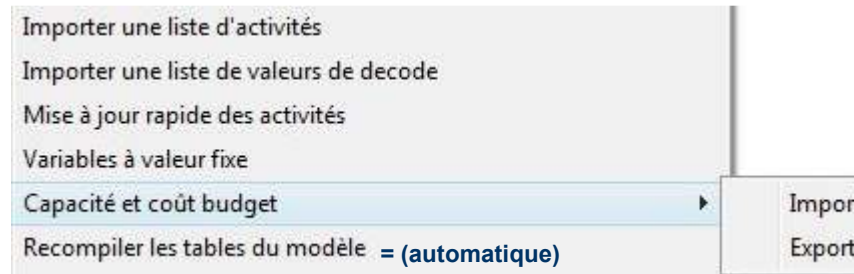 Importer une liste d'activités
Importer une liste de valeurs de decode
Mise à jour rapide des activités
Variables à valeur fixe
Capacité et coût budget
Impor
Recompiler les tables du modèle = (automatique)
Export